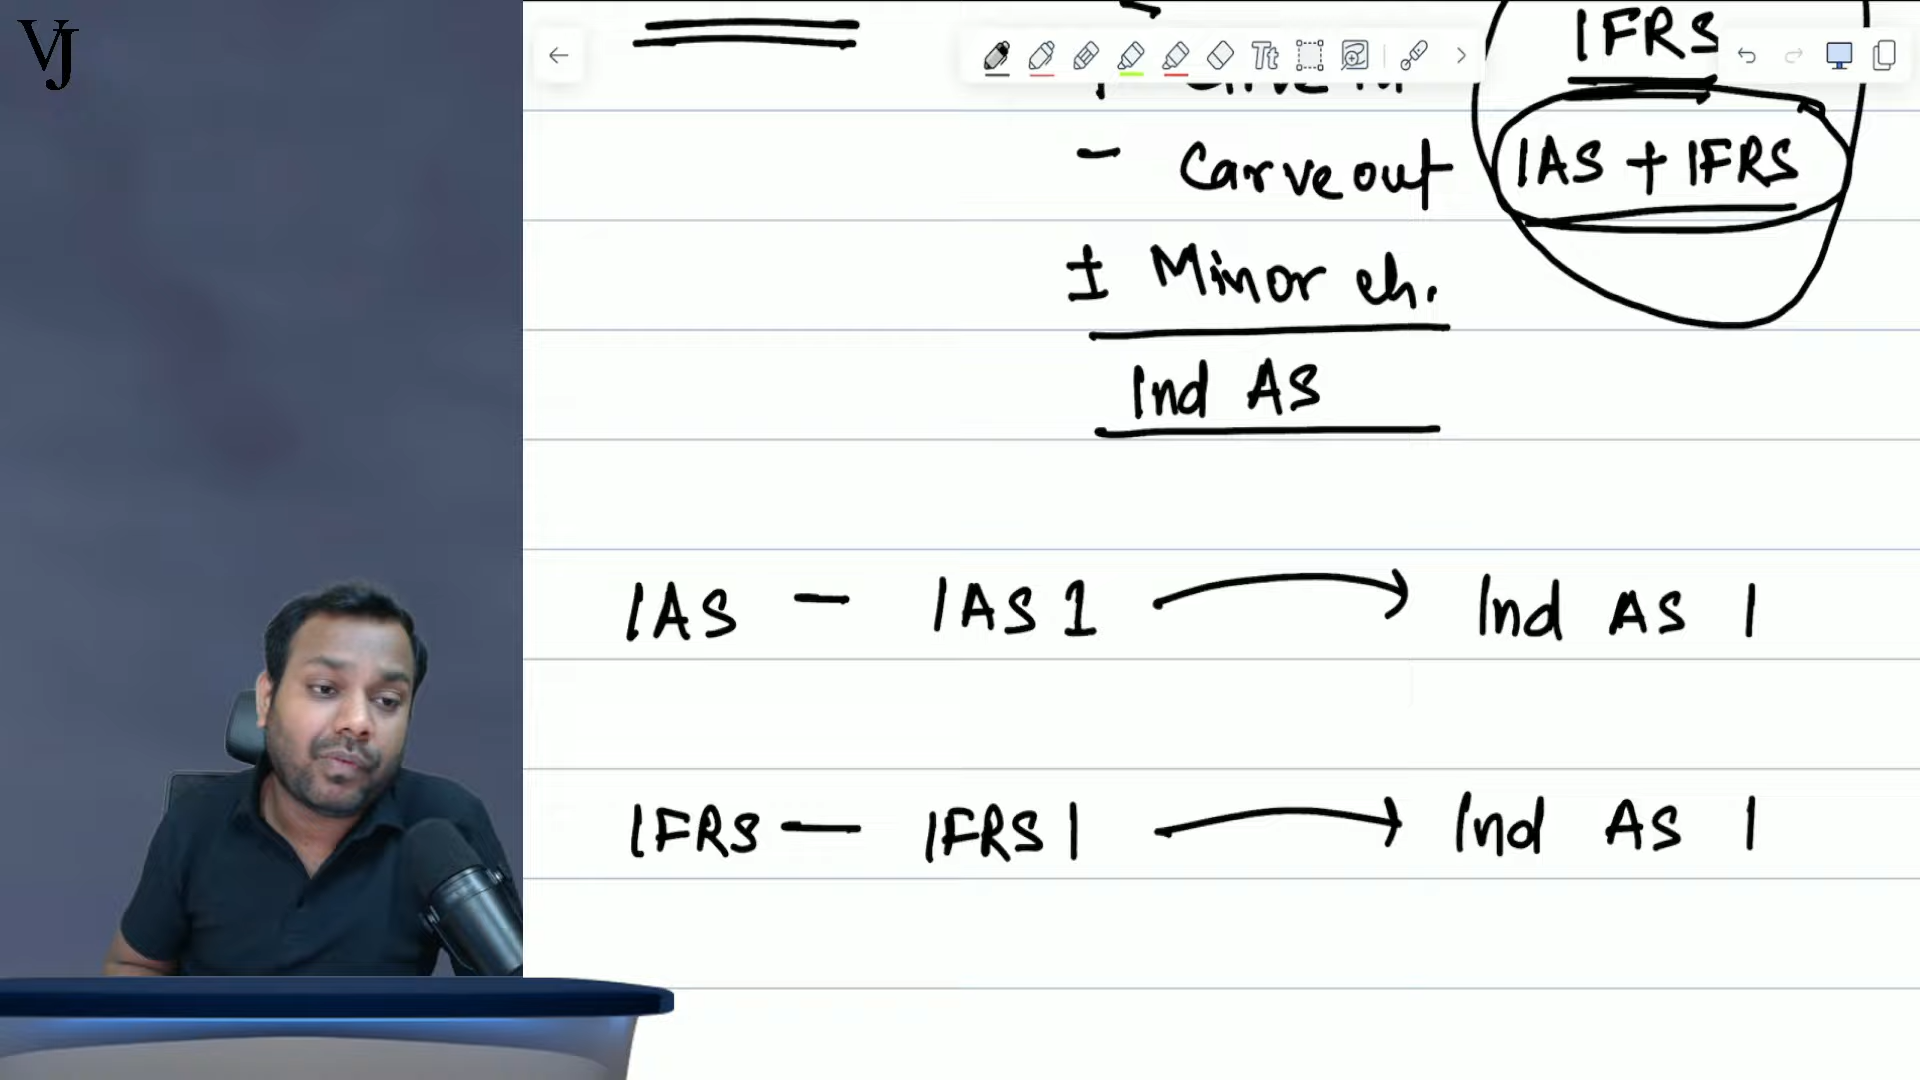 VJ
IFRS
- Carve out
IAS + IFRS
± Minor ch.
Ind AS
IAS - IAS 1 → Ind AS 1
IFRS - IFRS 1 → Ind AS 1
Tt